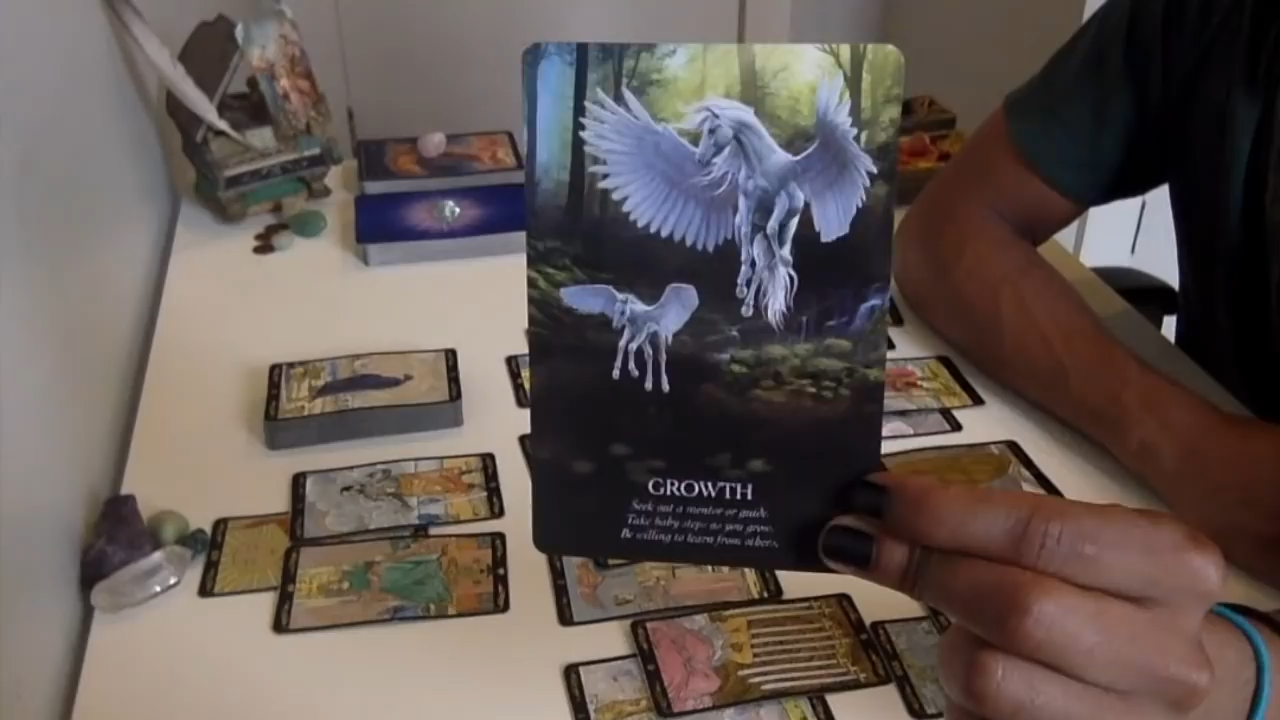 GROWTH
Seek out a mentor or guide.
Take baby steps as you grow.
Be willing to learn from others.